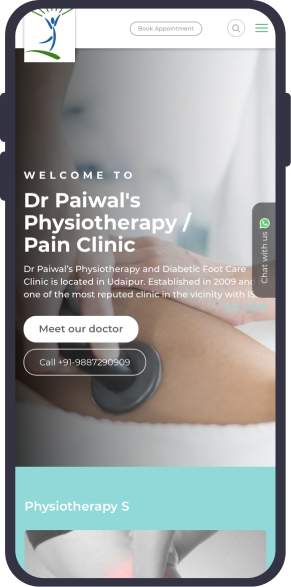 Book Appointment
WELCOME TO
Dr Paiwal's
Physiotherapy /
Pain Clinic
Dr Paiwal's Physiotherapy and Diabetic Foot Care
Clinic is located in Udaipur. Established in 2009 and
one of the most reputed clinic in the vicinity with IS
Chat with us
Meet our doctor
Call +91-9887290909
Physiotherapy S